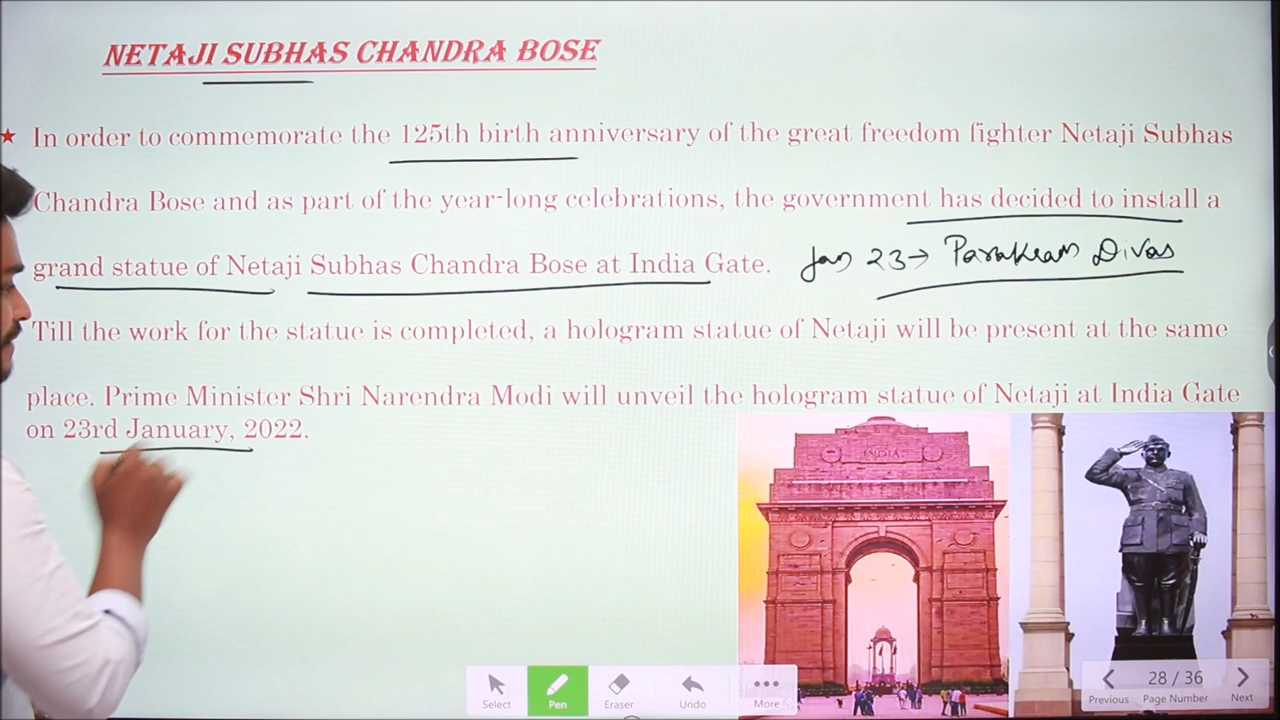 NETAJI SUBHAS CHANDRA BOSE
★ In order to commemorate the 125th birth anniversary of the great freedom fighter Netaji Subhas
Chandra Bose and as part of the year-long celebrations, the government has decided to install a
grand statue of Netaji Subhas Chandra Bose at India Gate. Jan 23→ Parakram Divas
Till the work for the statue is completed, a hologram statue of Netaji will be present at the same
place. Prime Minister Shri Narendra Modi will unveil the hologram statue of Netaji at India Gate
on 23rd January, 2022.
INDIA
Select Pen Eraser Undo More
28 / 36
Previous Page Number Next